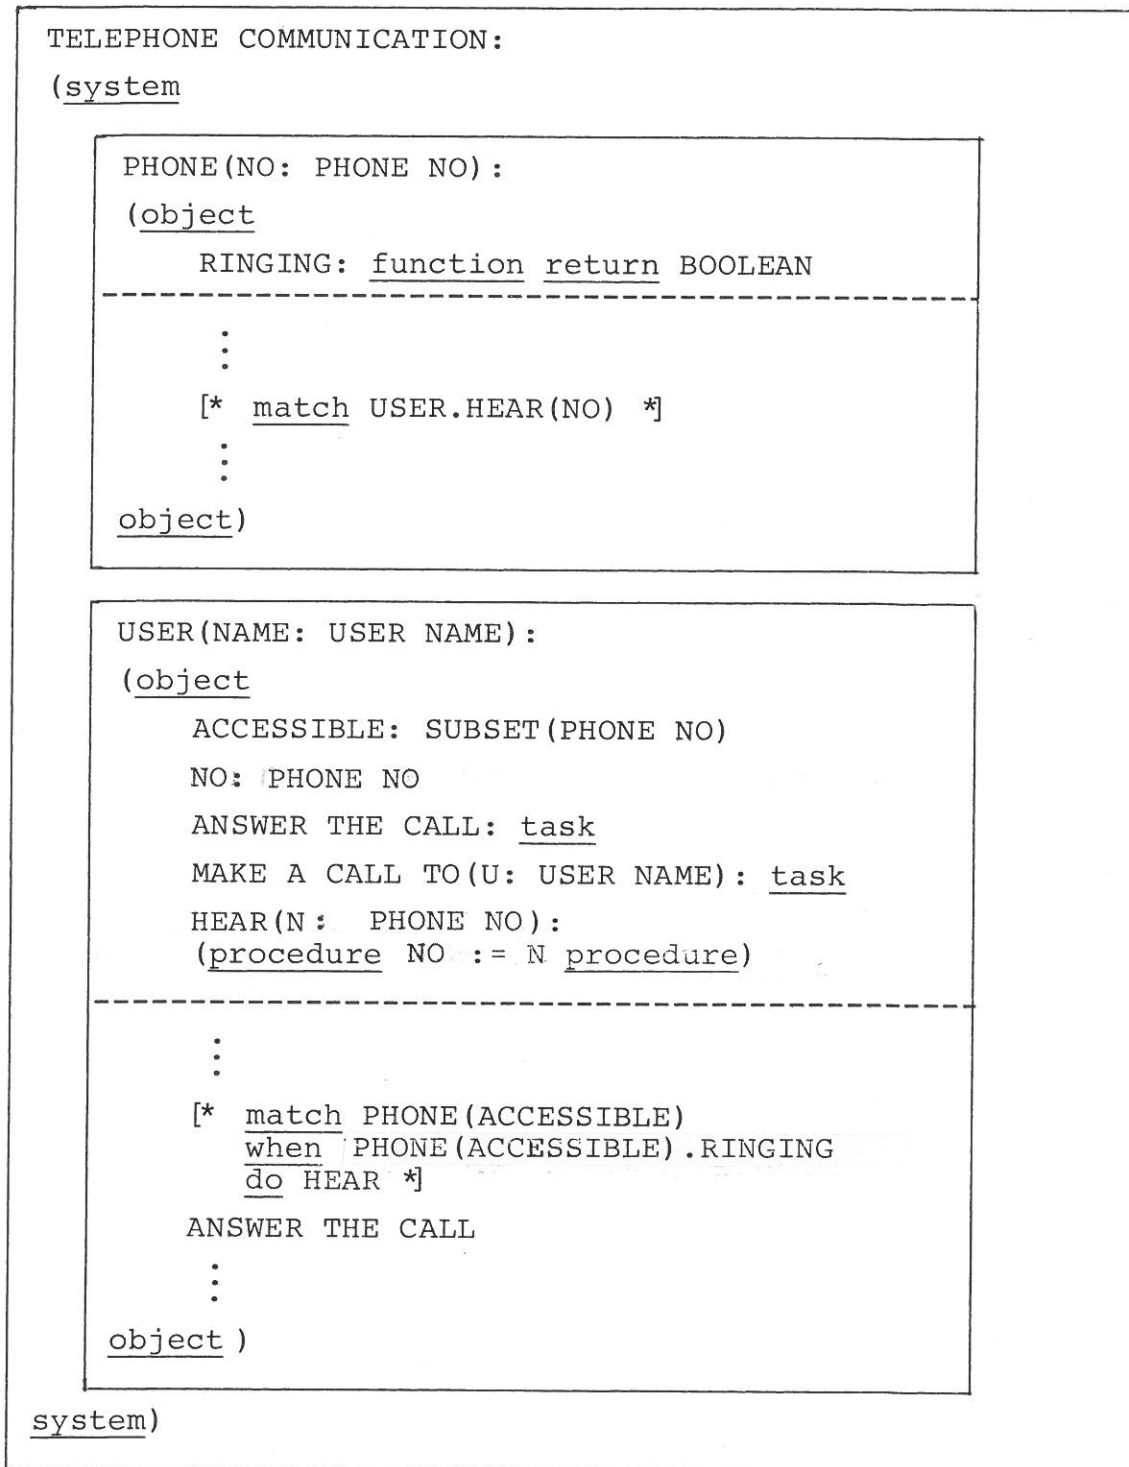 TELEPHONE COMMUNICATION:
(system
PHONE(NO: PHONE NO):
(object
RINGING: function return BOOLEAN
[* match USER.HEAR(NO) *]
object)
USER(NAME: USER NAME):
(object
ACCESSIBLE: SUBSET(PHONE NO)
NO: PHONE NO
ANSWER THE CALL: task
MAKE A CALL TO(U: USER NAME): task
HEAR(N: PHONE NO):
(procedure NO := N procedure)
[* match PHONE(ACCESSIBLE)
when PHONE(ACCESSIBLE).RINGING
do HEAR *]
ANSWER THE CALL
object )
system)